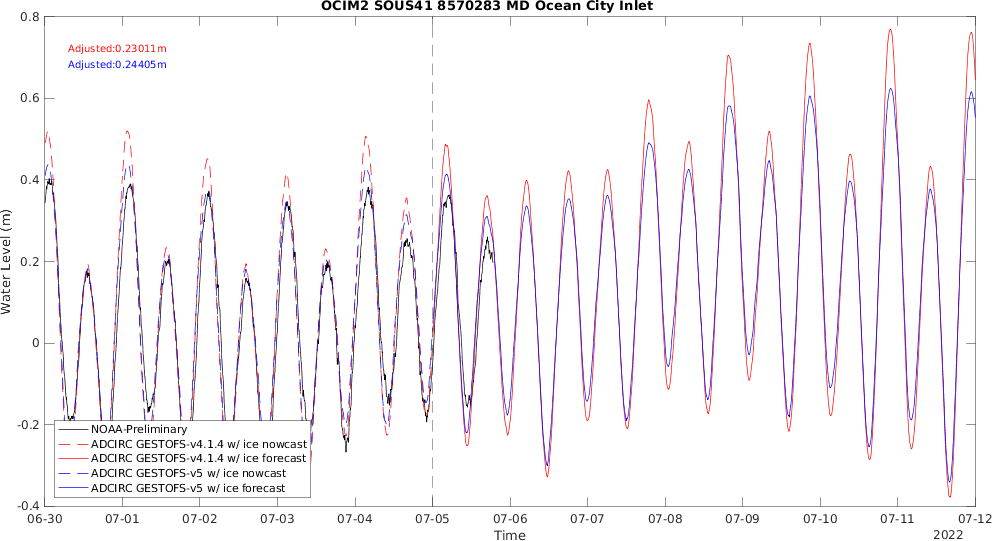 OCIM2 SOUS41 8570283 MD Ocean City Inlet
Adjusted:0.23011m
Adjusted:0.24405m
0.8
0.6
0.4
0.2
0
-0.2
-0.4
Water Level (m)
NOAA-Preliminary
ADCIRC GESTOFS-v4.1.4 w/ ice nowcast
ADCIRC GESTOFS-v4.1.4 w/ ice forecast
ADCIRC GESTOFS-v5 w/ ice nowcast
ADCIRC GESTOFS-v5 w/ ice forecast
06-30 07-01 07-02 07-03 07-04 07-05 07-06 07-07 07-08 07-09 07-10 07-11 07-12
Time
2022